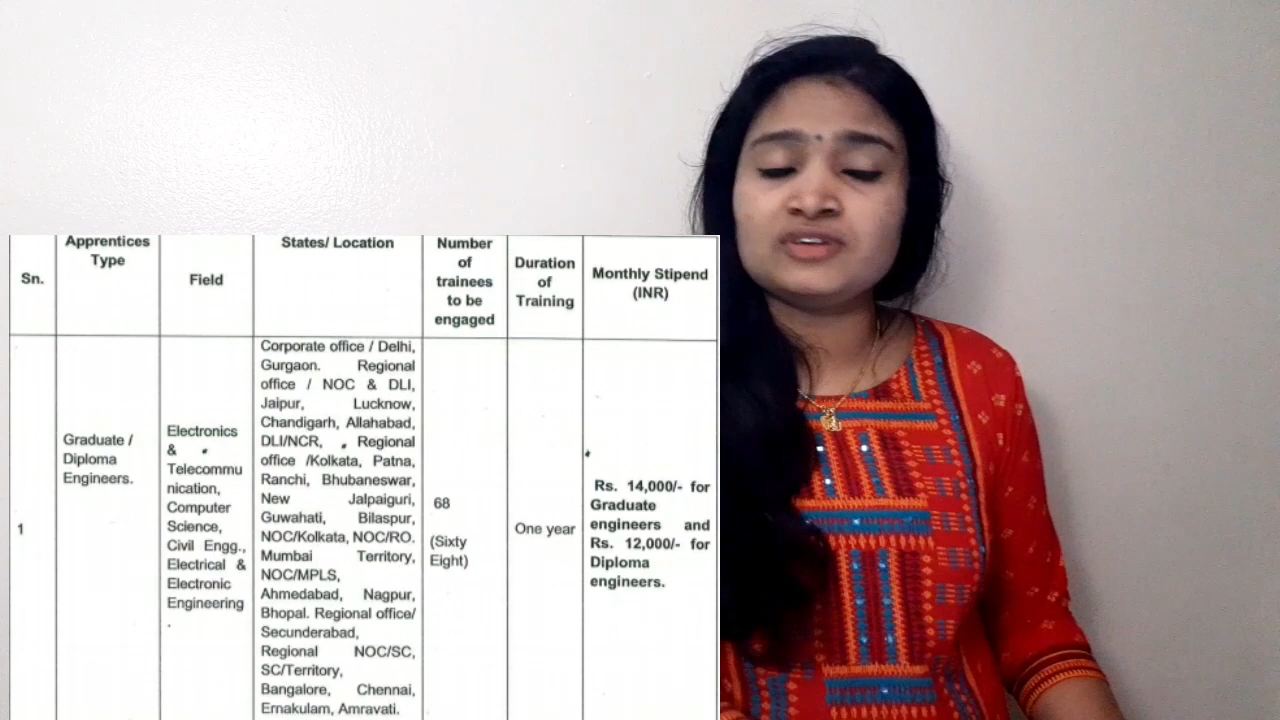 Sn.
Apprentices
Type
Field
States/ Location
Number
of
trainees
to be
engaged
Duration
of
Training
Monthly Stipend
(INR)
1
Graduate /
Diploma
Engineers.
Electronics
&
Telecommu
nication,
Computer
Science,
Civil Engg.,
Electrical &
Electronic
Engineering
.
Corporate office / Delhi,
Gurgaon. Regional
office / NOC & DLI,
Jaipur, Lucknow,
Chandigarh, Allahabad,
DLI/NCR, Regional
office /Kolkata, Patna,
Ranchi, Bhubaneswar,
New Jalpaiguri,
Guwahati, Bilaspur,
NOC/Kolkata, NOC/RO.
Mumbai Territory,
NOC/MPLS,
Ahmedabad, Nagpur,
Bhopal. Regional office/
Secunderabad,
Regional NOC/SC,
SC/Territory,
Bangalore, Chennai,
Ernakulam, Amravati.
68
(Sixty
Eight)
One year
Rs. 14,000/- for
Graduate
engineers and
Rs. 12,000/- for
Diploma
engineers.